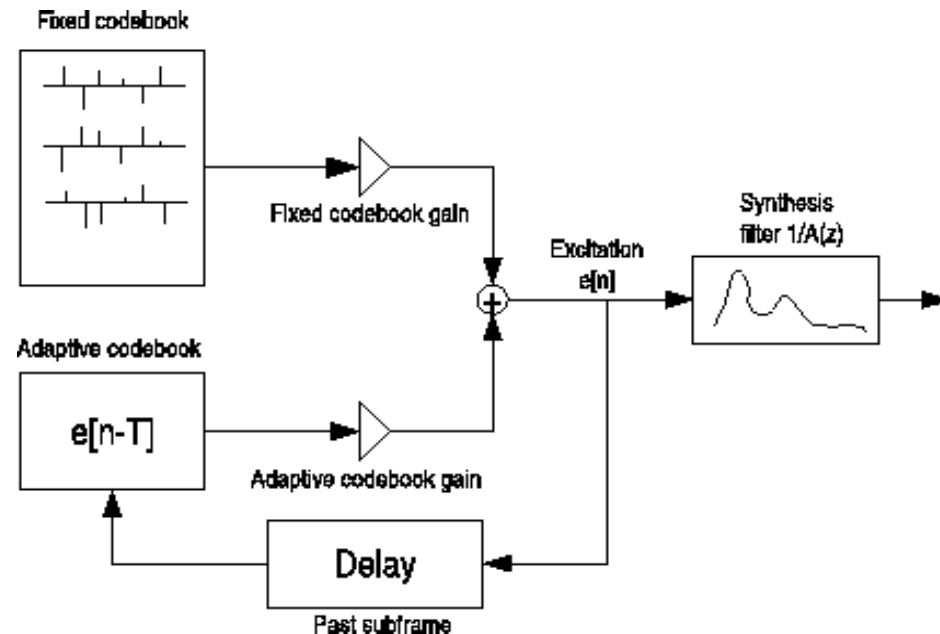 Fixed codebook
Fixed codebook gain
Synthesis
filter 1/A(z)
Excitation
e[n]
+
Adaptive codebook
e[n-T]
Adaptive codebook gain
Delay
Past subframe